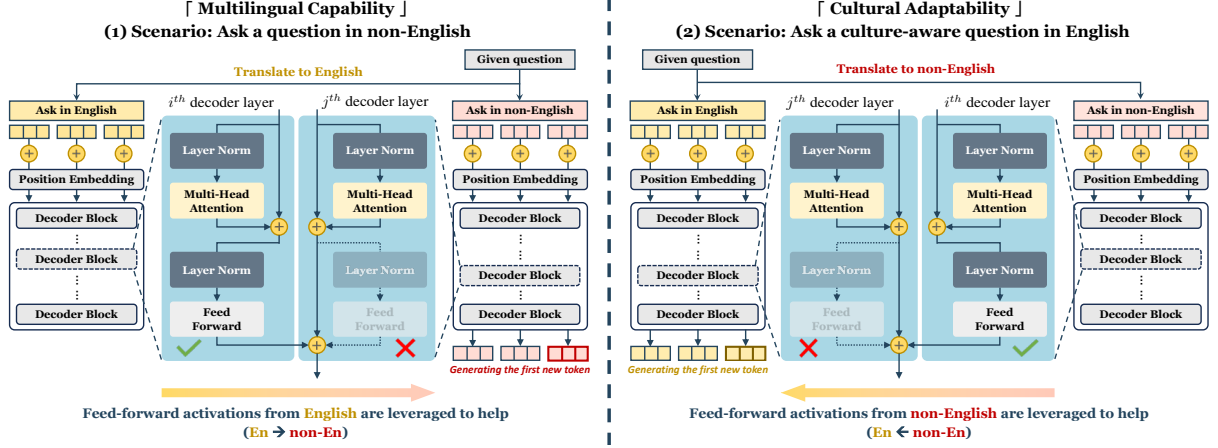 「 Multilingual Capability 」
(1) Scenario: Ask a question in non-English
Given question
Translate to English
Ask in English
i^th decoder layer
j^th decoder layer
Ask in non-English
+ + +
+ + +
Position Embedding
Layer Norm
Layer Norm
Position Embedding
Multi-Head
Attention
Multi-Head
Attention
Decoder Block
+
+
Decoder Block
⋮
⋮
Decoder Block
Layer Norm
Layer Norm
Decoder Block
⋮
⋮
Decoder Block
Feed
Forward
Feed
Forward
Decoder Block
+
Generating the first new token
Feed-forward activations from English are leveraged to help
(En → non-En)
「 Cultural Adaptability 」
(2) Scenario: Ask a culture-aware question in English
Given question
Translate to non-English
Ask in English
j^th decoder layer
i^th decoder layer
Ask in non-English
+ + +
+ + +
Position Embedding
Layer Norm
Layer Norm
Position Embedding
Multi-Head
Attention
Multi-Head
Attention
Decoder Block
+
+
Decoder Block
⋮
⋮
Decoder Block
Layer Norm
Layer Norm
Decoder Block
⋮
⋮
Decoder Block
Feed
Forward
Feed
Forward
Decoder Block
+
Generating the first new token
Feed-forward activations from non-English are leveraged to help
(En ← non-En)